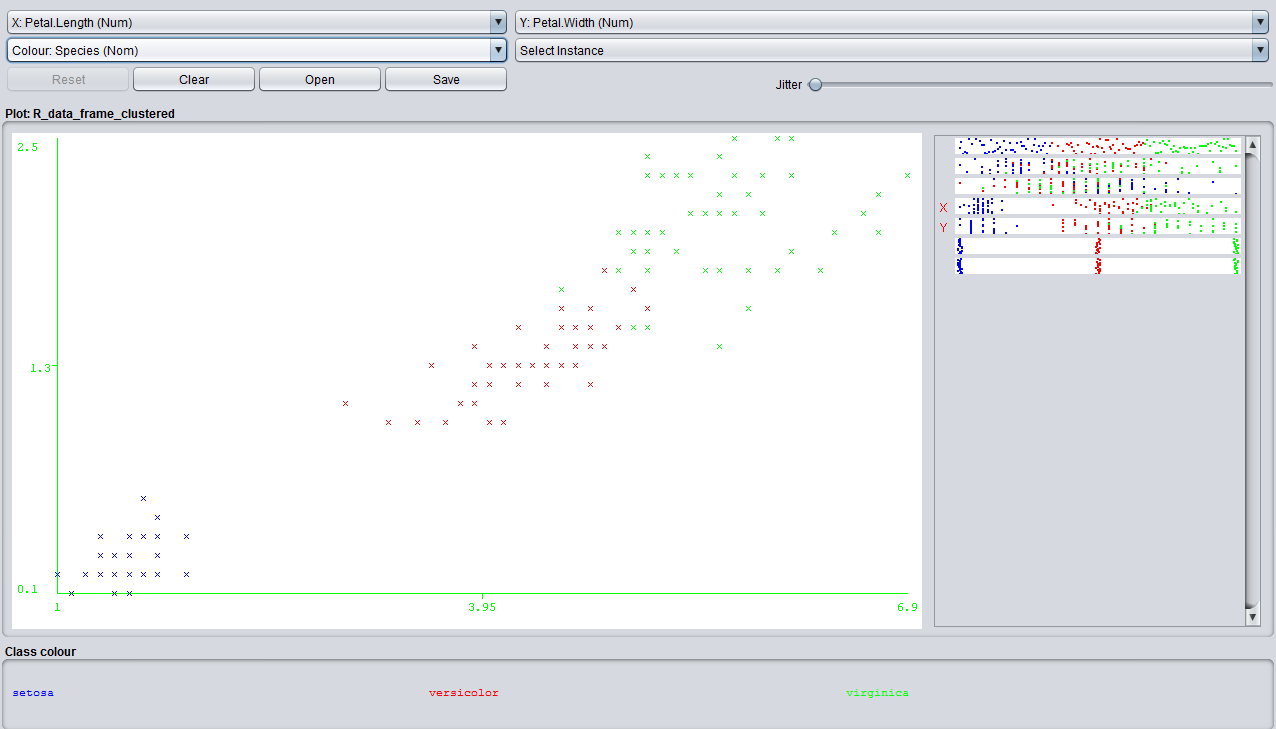 X: Petal.Length (Num)
Y: Petal.Width (Num)
Colour: Species (Nom)
Select Instance
Reset
Clear
Open
Save
Jitter
Plot: R_data_frame_clustered
2.5
1.3
0.1
1
3.95
6.9
X
Y
Class colour
setosa
versicolor
virginica